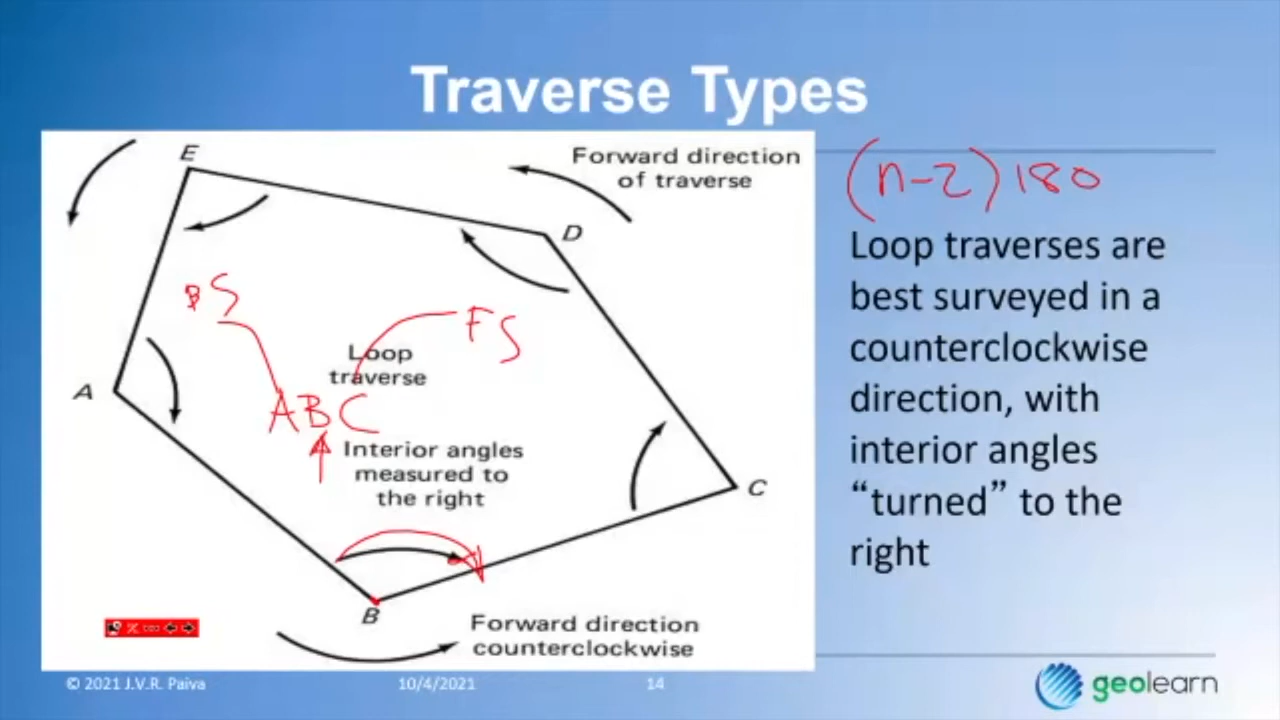 Traverse Types
E
Forward direction
of traverse
(n-2)180
D
BS
FS
Loop
traverse
A
ABC
Interior angles
measured to
the right
C
B
Forward direction
counterclockwise
Loop traverses are
best surveyed in a
counterclockwise
direction, with
interior angles
“turned” to the
right
© 2021 J.V.R. Paiva
10/4/2021
14
geolearn